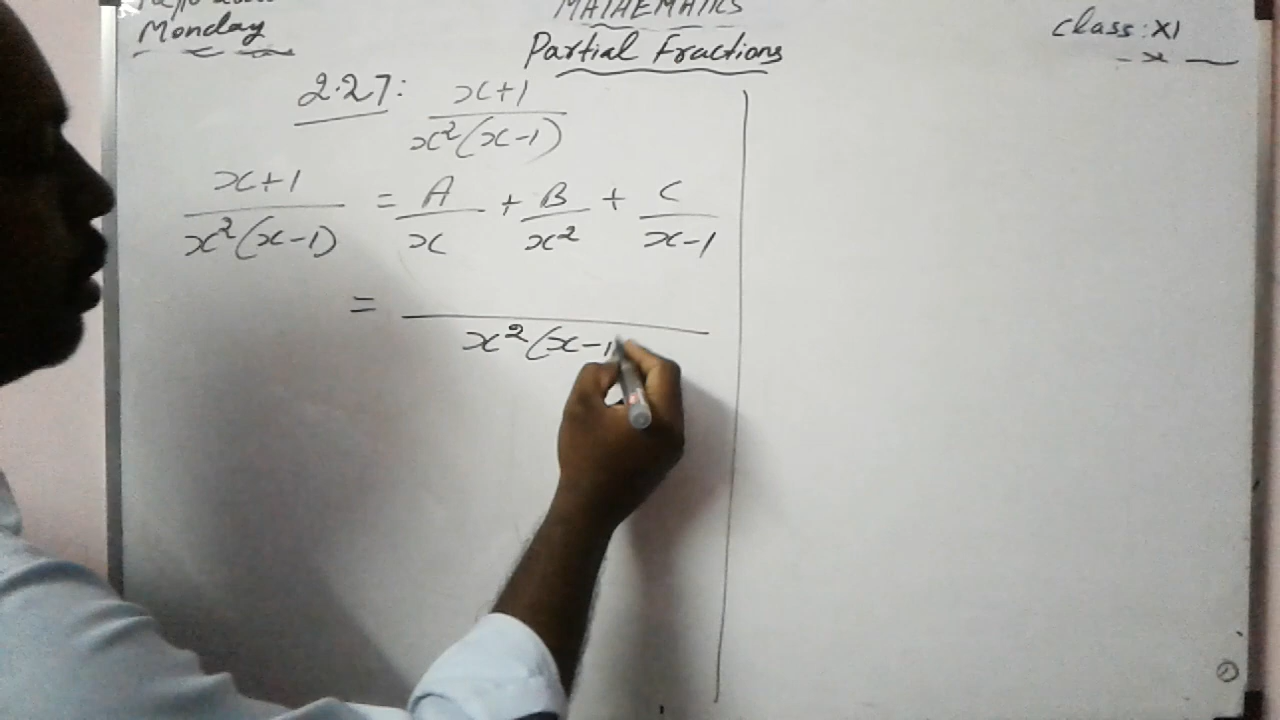 MATHEMATICS
Monday
Partial Fractions
Class: XI
2.27: x+1 / x²(x-1)
x+1 / x²(x-1) = A / x + B / x² + C / x-1
= / x²(x-1